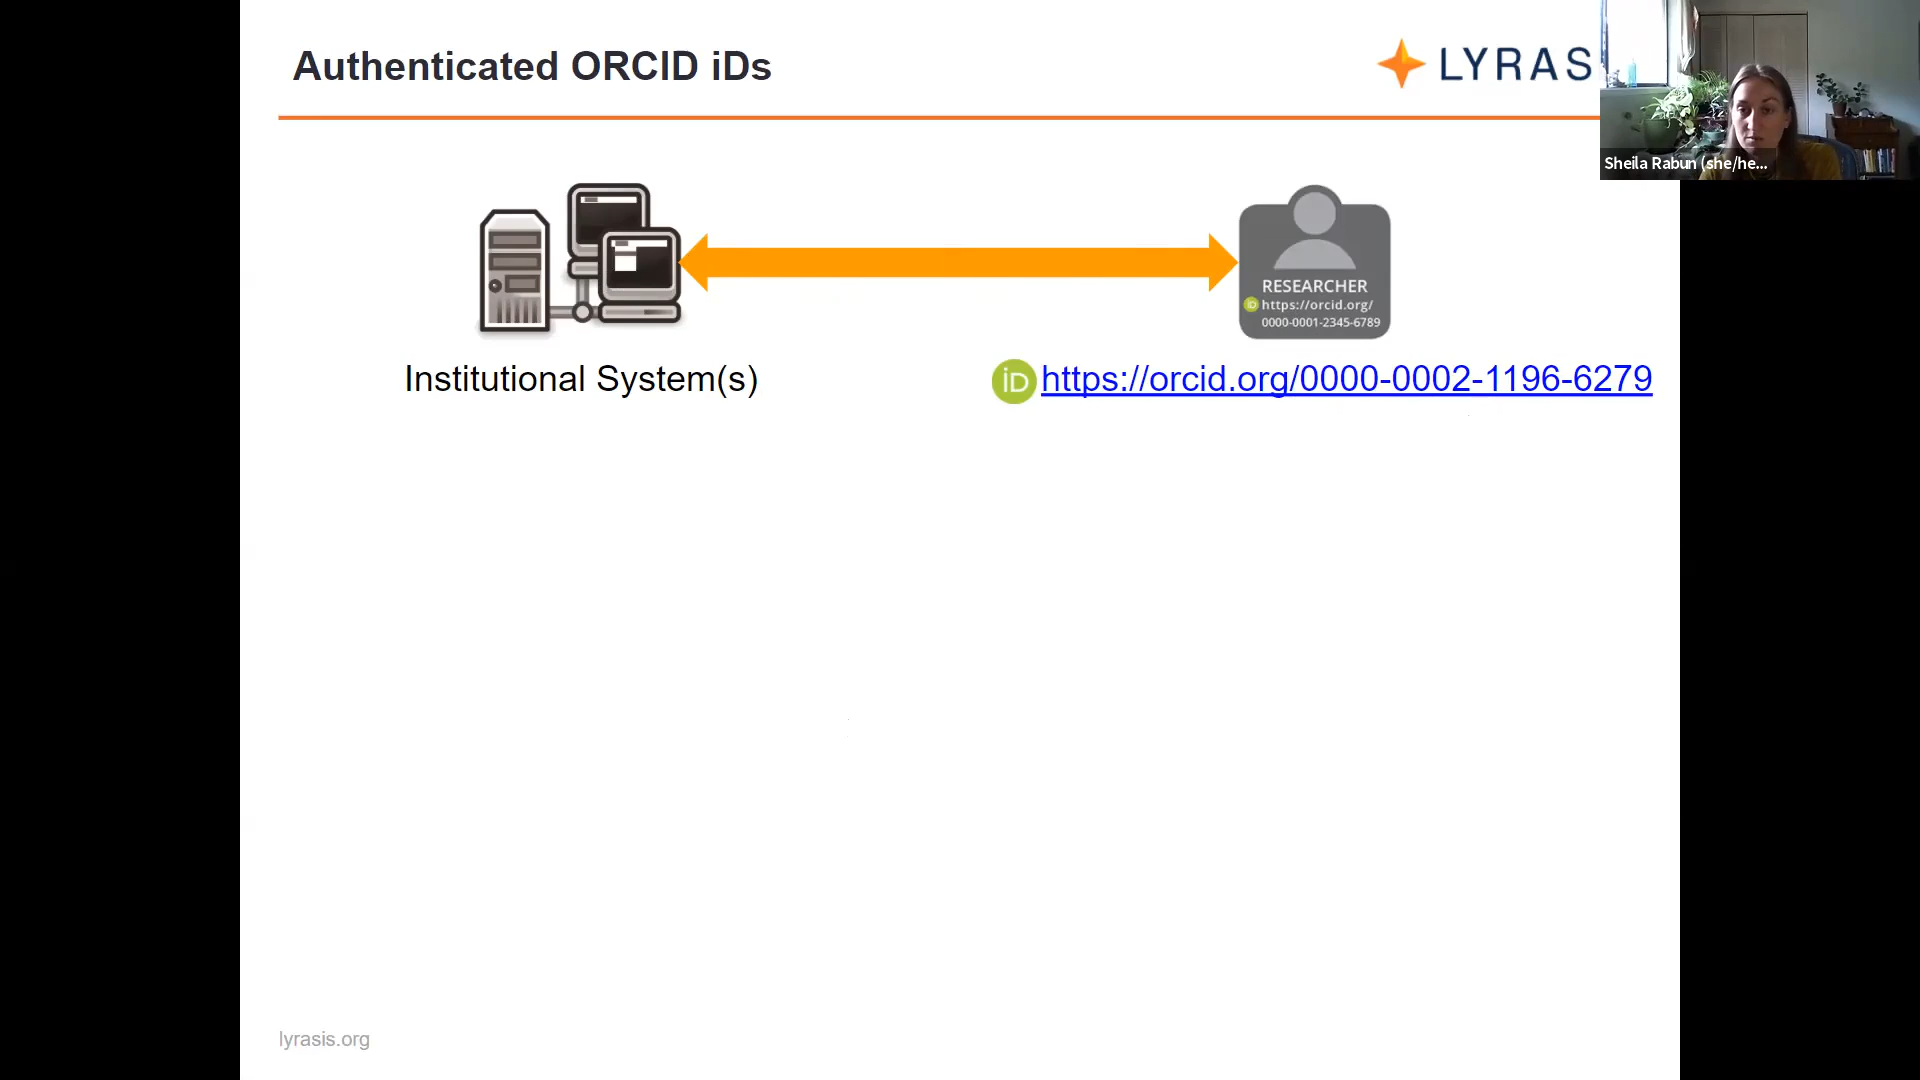 Authenticated ORCID iDs
LYRAS
Sheila Rabun (she/he...
RESEARCHER
iD https://orcid.org/
0000-0001-2345-6789
Institutional System(s)
iD https://orcid.org/0000-0002-1196-6279
lyrasis.org